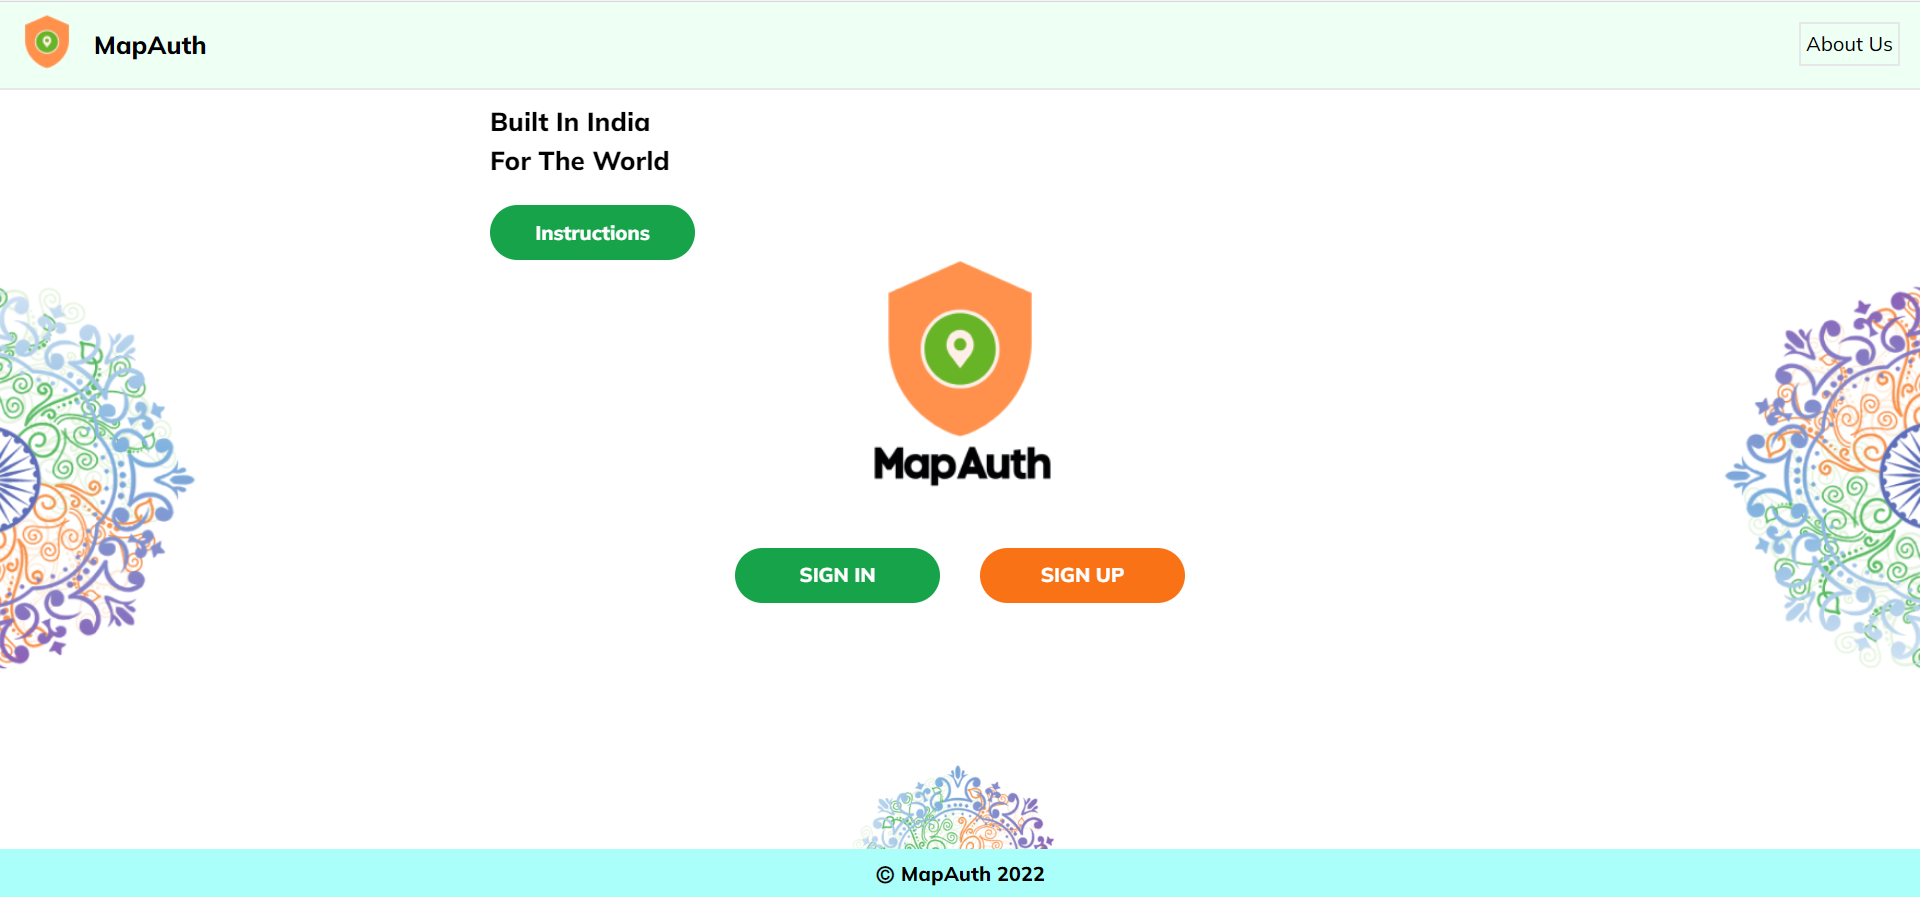 MapAuth
About Us
Built In India
For The World
Instructions
MapAuth
SIGN IN
SIGN UP
© MapAuth 2022